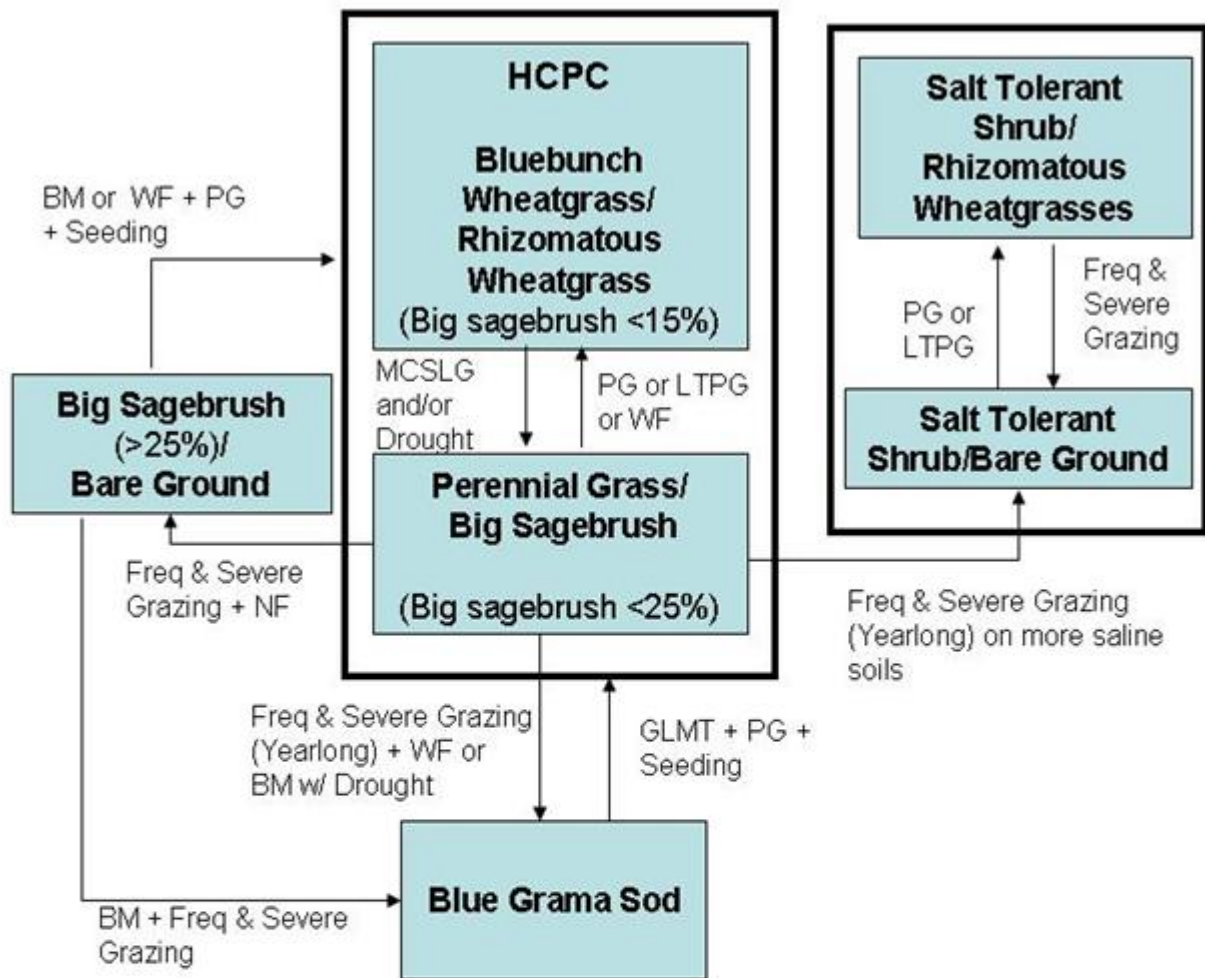 HCPC
Bluebunch
Wheatgrass/
Rhizomatous
Wheatgrass
(Big sagebrush <15%)
Salt Tolerant
Shrub/
Rhizomatous
Wheatgrasses
BM or WF + PG
+ Seeding
MCSLG
and/or
Drought
PG or LTPG
or WF
PG or
LTPG
Freq &
Severe
Grazing
Big Sagebrush
(>25%)/
Bare Ground
Perennial Grass/
Big Sagebrush
(Big sagebrush <25%)
Salt Tolerant
Shrub/Bare Ground
Freq & Severe
Grazing + NF
Freq & Severe Grazing
(Yearlong) on more saline
soils
Freq & Severe Grazing
(Yearlong) + WF or
BM w/ Drought
GLMT + PG +
Seeding
Blue Grama Sod
BM + Freq & Severe
Grazing